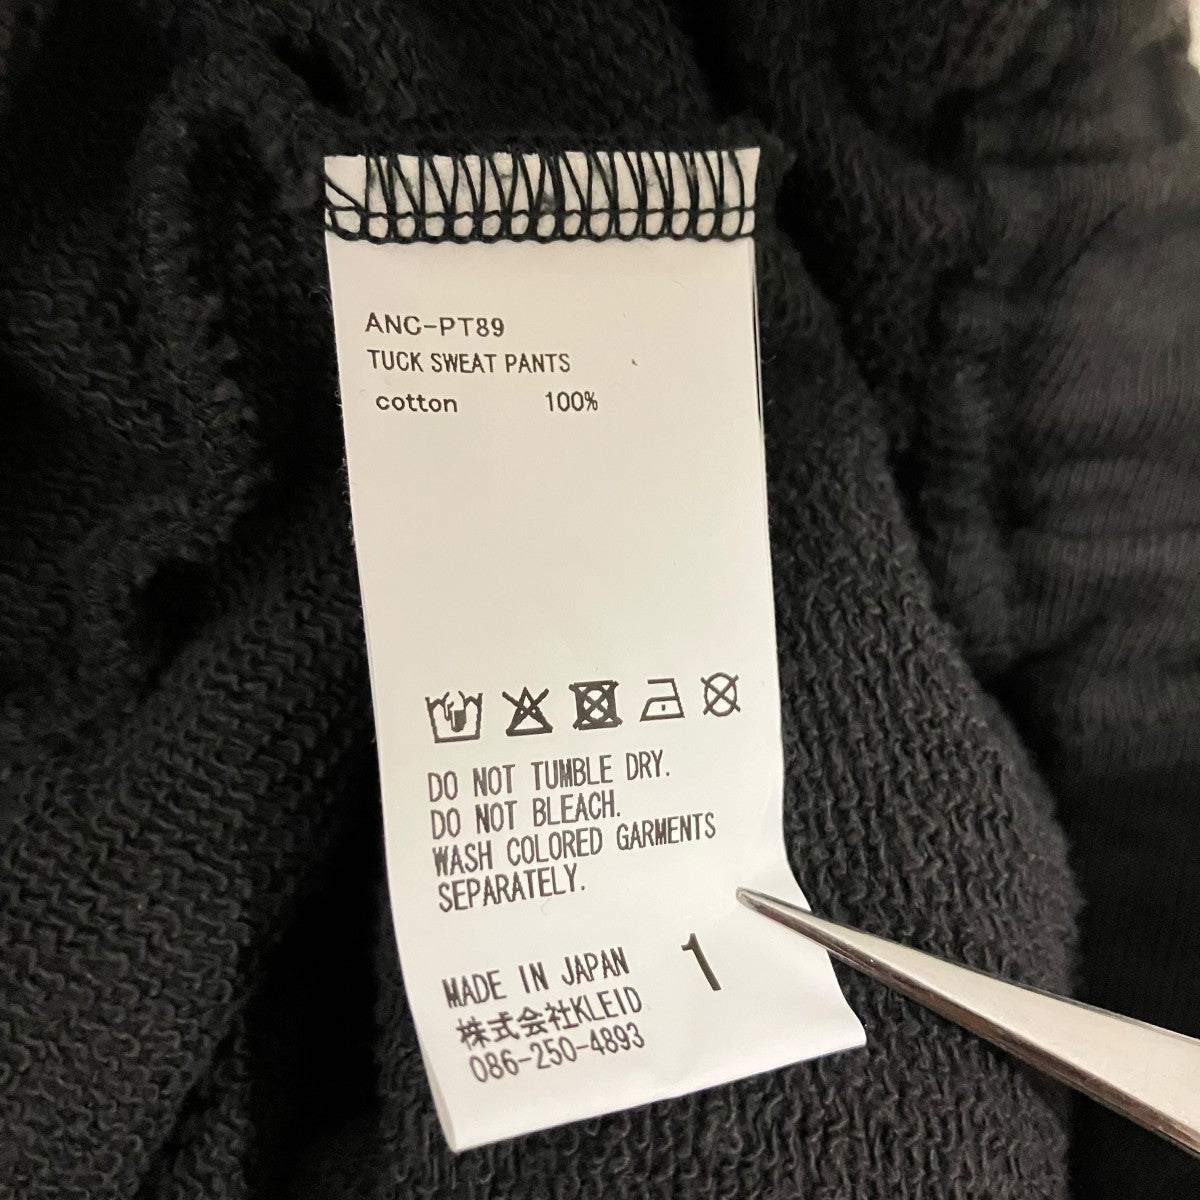 ANC-PT89
TUCK SWEAT PANTS
cotton 100%
DO NOT TUMBLE DRY.
DO NOT BLEACH.
WASH COLORED GARMENTS
SEPARATELY.
MADE IN JAPAN 1
株式会社KLEID
086-250-4893